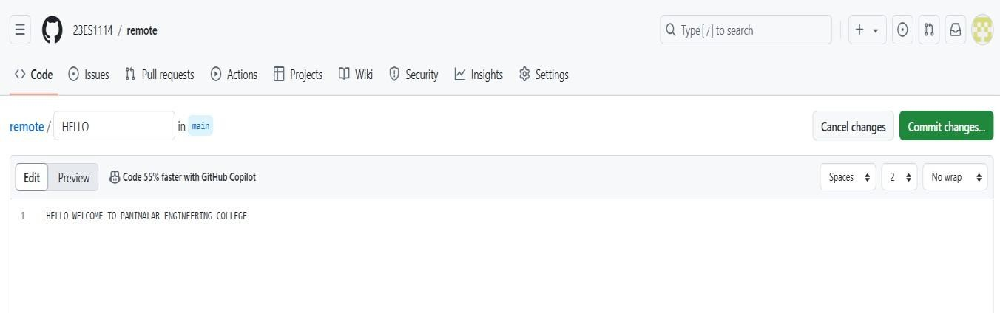 23ES1114 / remote
Type / to search
Code Issues Pull requests Actions Projects Wiki Security Insights Settings
remote / HELLO in main Cancel changes Commit changes...
Edit Preview Code 55% faster with GitHub Copilot Spaces 2 No wrap
1 HELLO WELCOME TO PANIMALAR ENGINEERING COLLEGE